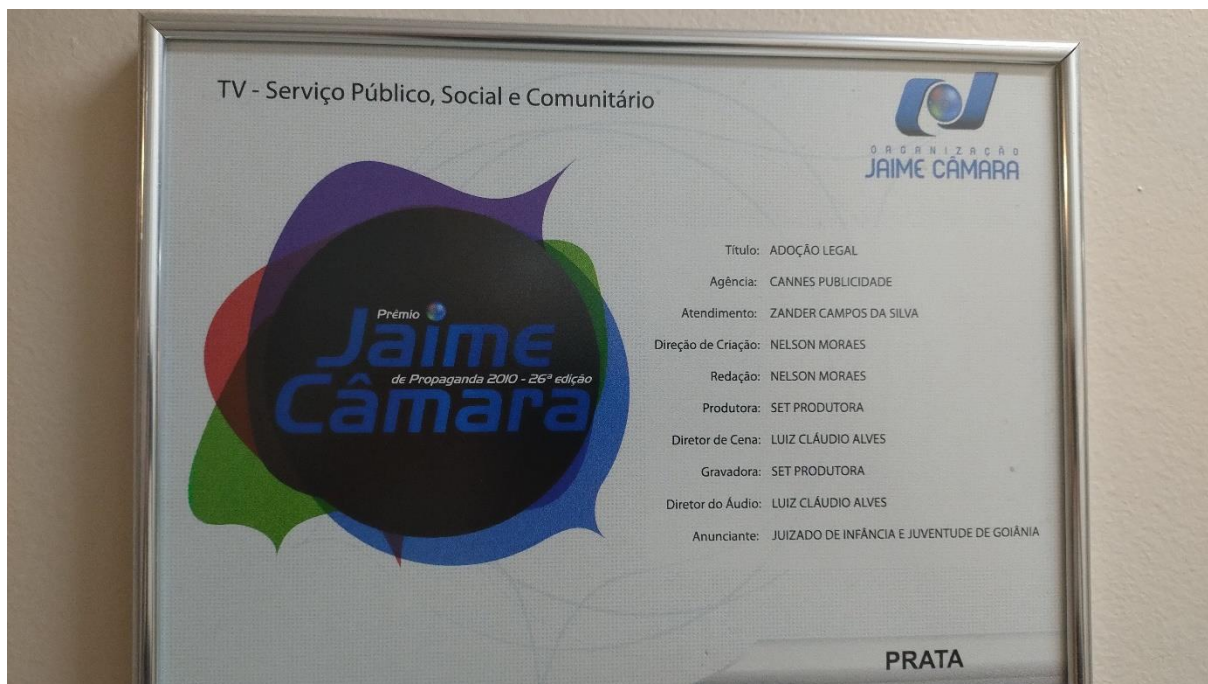 TV - Serviço Público, Social e Comunitário
ORGANIZAÇÃO
JAIME CÂMARA
Prêmio
Jaime
de Propaganda 2010 - 26ª edição
Câmara
Título: ADOÇÃO LEGAL
Agência: CANNES PUBLICIDADE
Atendimento: ZANDER CAMPOS DA SILVA
Direção de Criação: NELSON MORAES
Redação: NELSON MORAES
Produtora: SET PRODUTORA
Diretor de Cena: LUIZ CLÁUDIO ALVES
Gravadora: SET PRODUTORA
Diretor do Áudio: LUIZ CLÁUDIO ALVES
Anunciante: JUIZADO DE INFÂNCIA E JUVENTUDE DE GOIÂNIA
PRATA